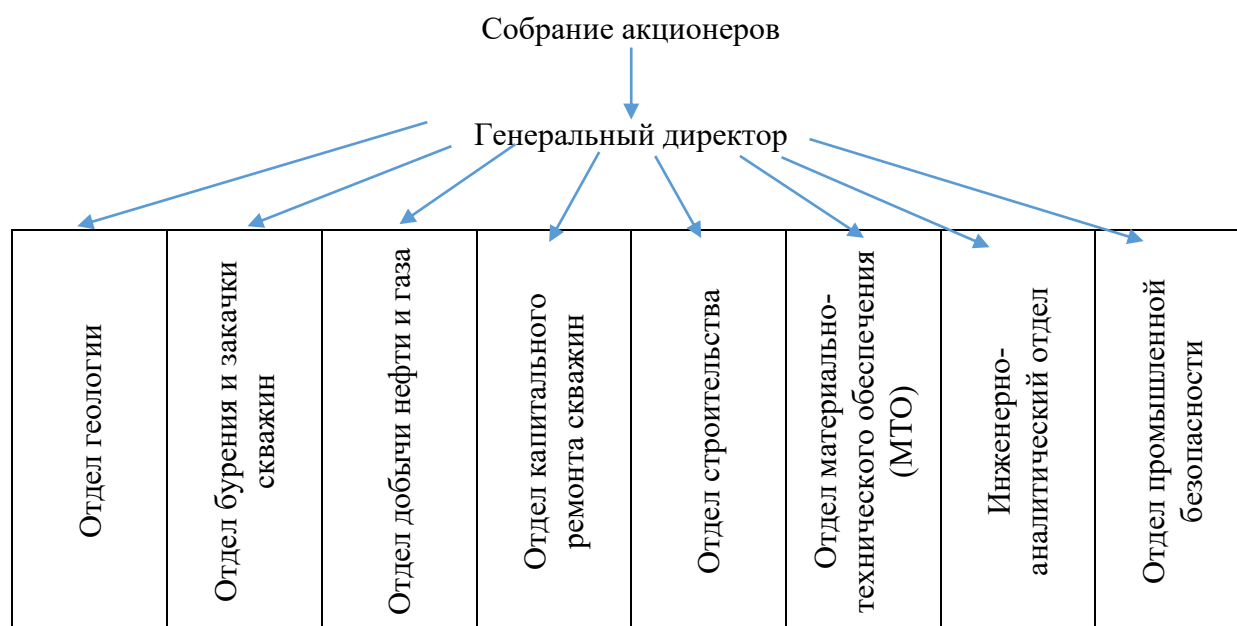 Собрание акционеров
Генеральный директор
Отдел геологии
Отдел бурения и закачки
скважин
Отдел добычи нефти и газа
Отдел капитального
ремонта скважин
Отдел строительства
Отдел материально-
технического обеспечения
(МТО)
Инженерно-
аналитический отдел
Отдел промышленной
безопасности